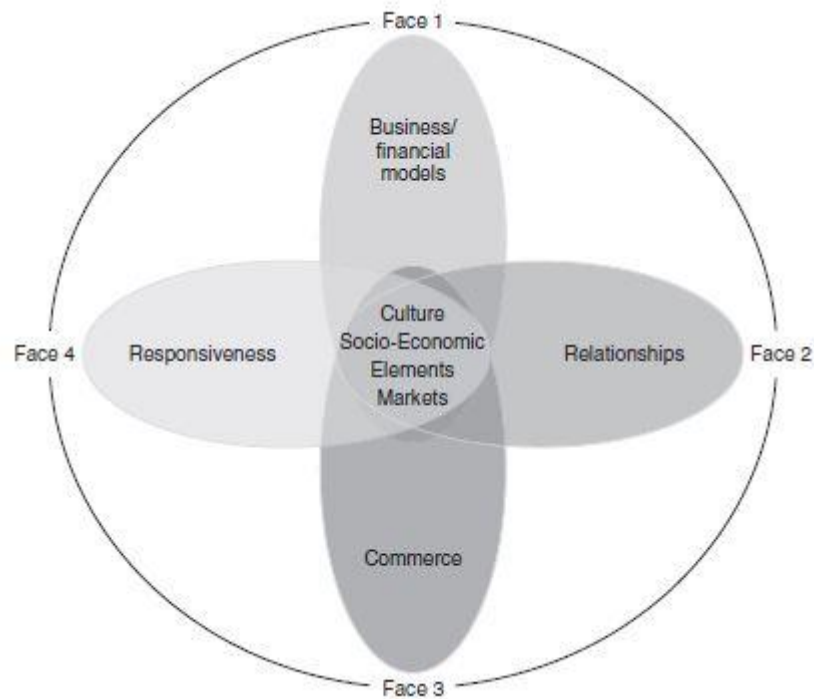 Face 1
Business/
financial
models
Culture
Socio-Economic
Elements
Markets
Face 4
Responsiveness
Relationships
Face 2
Commerce
Face 3